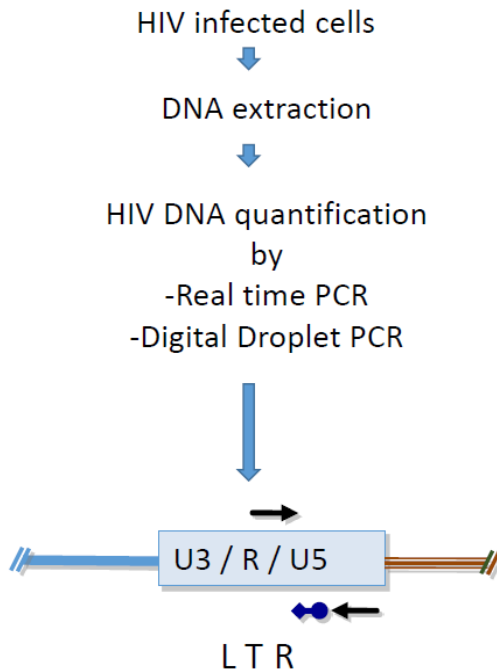 HIV infected cells
DNA extraction
HIV DNA quantification
by
-Real time PCR
-Digital Droplet PCR
U3 / R / U5
L T R